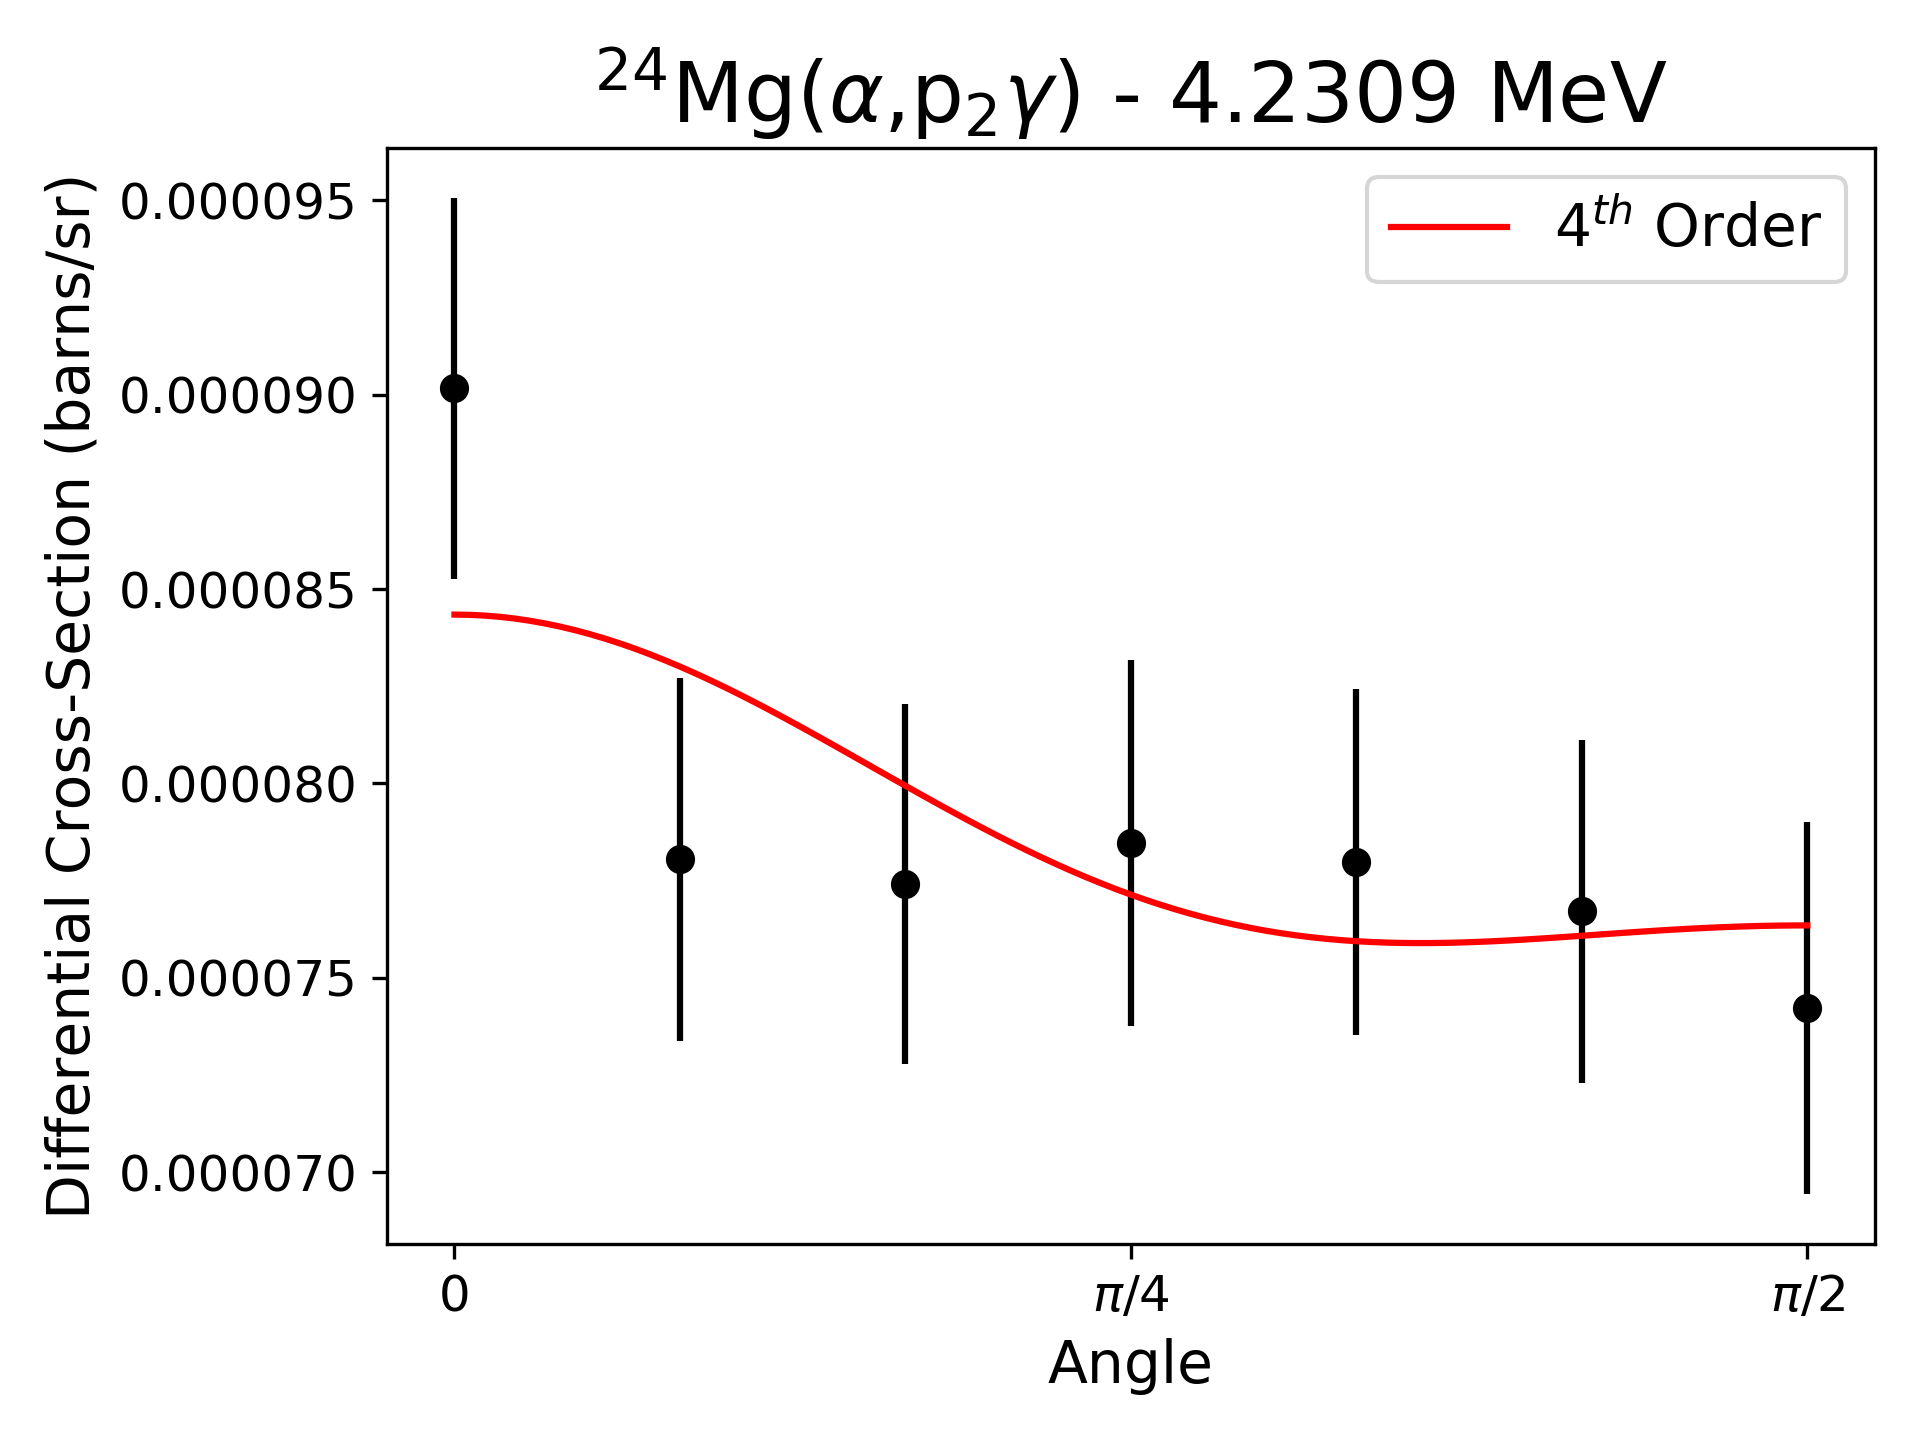 ²⁴Mg(α,p₂γ) - 4.2309 MeV
4ᵗʰ Order
Differential Cross-Section (barns/sr)
0.000095
0.000090
0.000085
0.000080
0.000075
0.000070
0 π/4 π/2
Angle